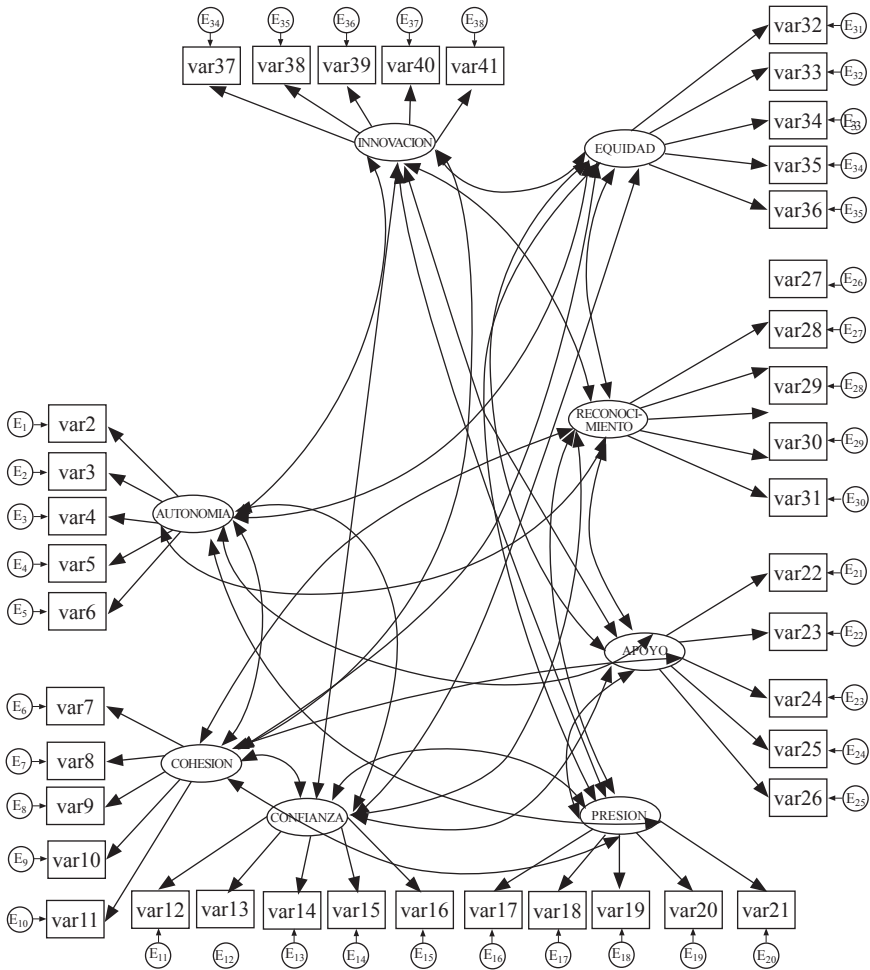 E34 E35 E36 E37 E38
var37 var38 var39 var40 var41
INNOVACION
var32 E31
var33 E32
var34 E33
var35 E34
var36 E35
EQUIDAD
var27 E26
var28 E27
var29 E28
var30 E29
var31 E30
RECONOCI-
MIENTO
E1 var2
E2 var3
E3 var4
E4 var5
E5 var6
AUTONOMIA
var22 E21
var23 E22
var24 E23
var25 E24
var26 E25
APOYO
E6 var7
E7 var8
E8 var9
E9 var10
E10 var11
COHESION
CONFIANZA
PRESION
var12 var13 var14 var15 var16 var17 var18 var19 var20 var21
E11 E12 E13 E14 E15 E16 E17 E18 E19 E20